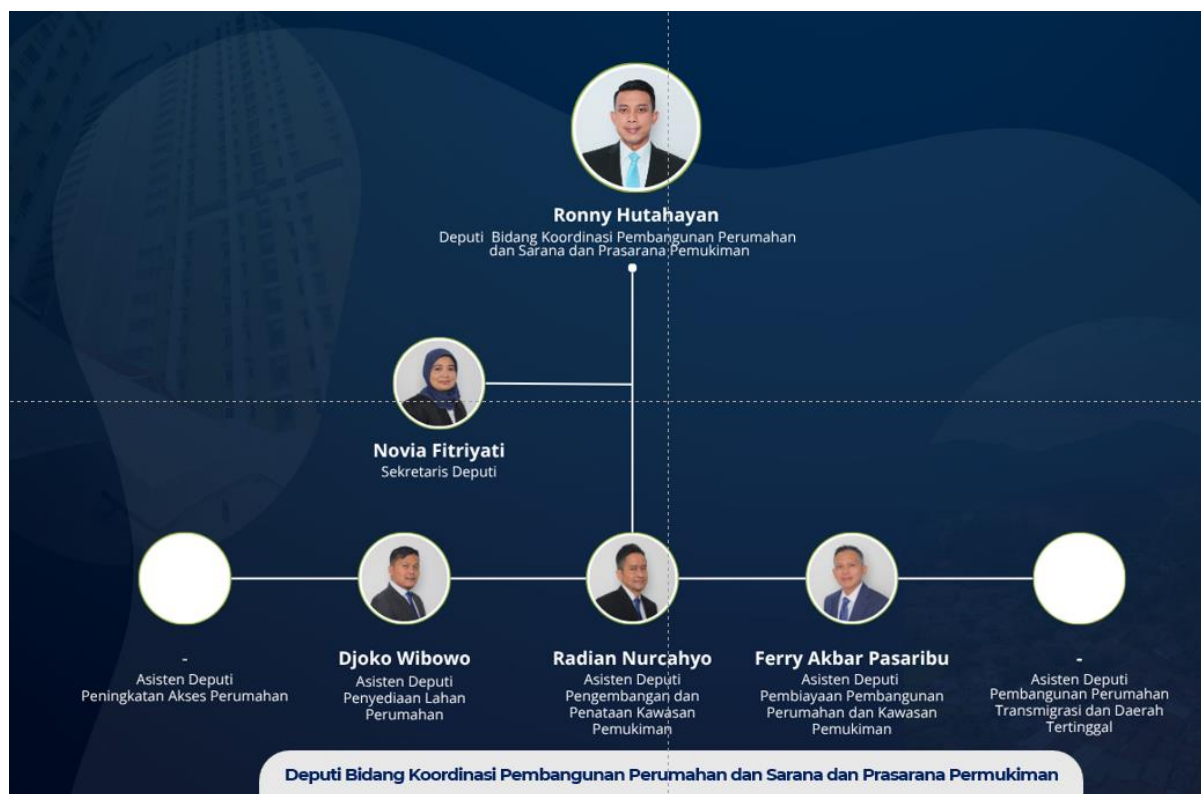 Ronny Hutahayan
Deputi Bidang Koordinasi Pembangunan Perumahan
dan Sarana dan Prasarana Pemukiman
Novia Fitriyati
Sekretaris Deputi
-
Asisten Deputi
Peningkatan Akses Perumahan
Djoko Wibowo
Asisten Deputi
Penyediaan Lahan
Perumahan
Radian Nurcahyo
Asisten Deputi
Pengembangan dan
Penataan Kawasan
Pemukiman
Ferry Akbar Pasaribu
Asisten Deputi
Pembiayaan Pembangunan
Perumahan dan Kawasan
Pemukiman
-
Asisten Deputi
Pembangunan Perumahan
Transmigrasi dan Daerah
Tertinggal
Deputi Bidang Koordinasi Pembangunan Perumahan dan Sarana dan Prasarana Permukiman